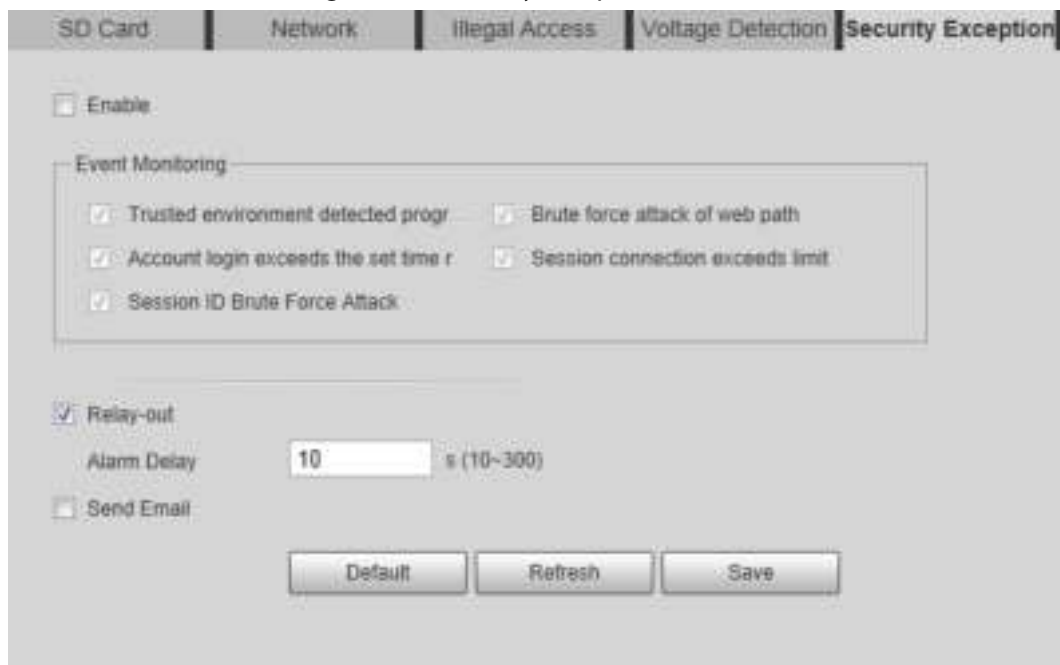 SD Card Network Illegal Access Voltage Detection Security Exception
Enable
Event Monitoring
Trusted environment detected progr Brute force attack of web path
Account login exceeds the set time r Session connection exceeds limit
Session ID Brute Force Attack
Relay-out
Alarm Delay 10 s (10~300)
Send Email
Default Refresh Save